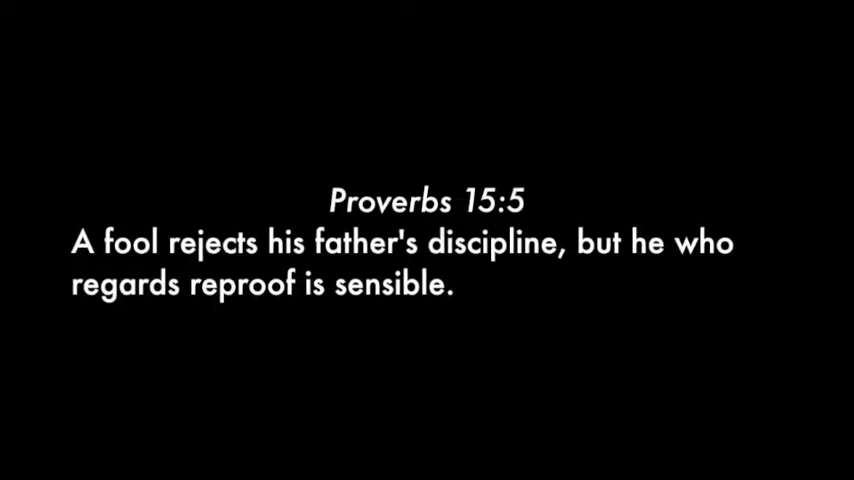 Proverbs 15:5
A fool rejects his father's discipline, but he who
regards reproof is sensible.